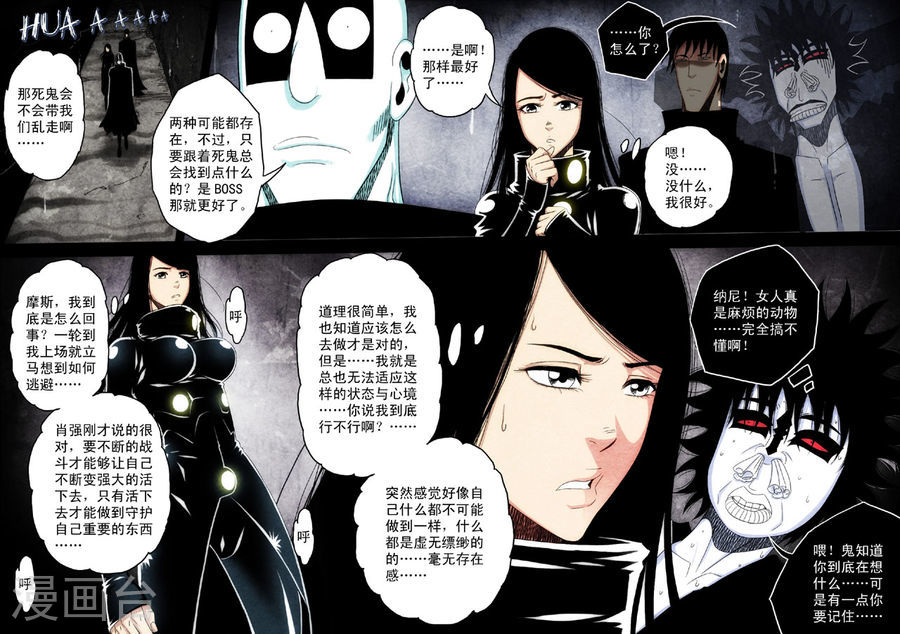 HUA A A A A A
那死鬼会
不会带我
们乱走啊
……
两种可能都存
在，不过，只
要跟着死鬼总
会找到点什么
的？是BOSS
那就更好了。
……是啊！
那样最好
了……
……你
怎么了？
嗯！
没……
没什么，
我很好。
摩斯，我到
底是怎么回
事？一轮到
我上场就立
马想到如何
逃避……
呼
肖强刚才说的很
对，要不断的战
斗才能够让自己
不断变强大的活
下去，只有活下
去才能做到守护
自己重要的东西
……
呼
呼
道理很简单，我
也知道应该怎么
去做才是对的，
但是……我就是
总也无法适应这
样的状态与心境
……你说我到底
行不行啊？……
突然感觉好像自
己什么都不可能
做到一样，什么
都是虚无缥缈的
的……毫无存在
感……
纳尼！女人真
是麻烦的动物
……完全搞不
懂啊！
喂！鬼知道
你到底在想
什么……可
是有一点你
要记住……
漫画台